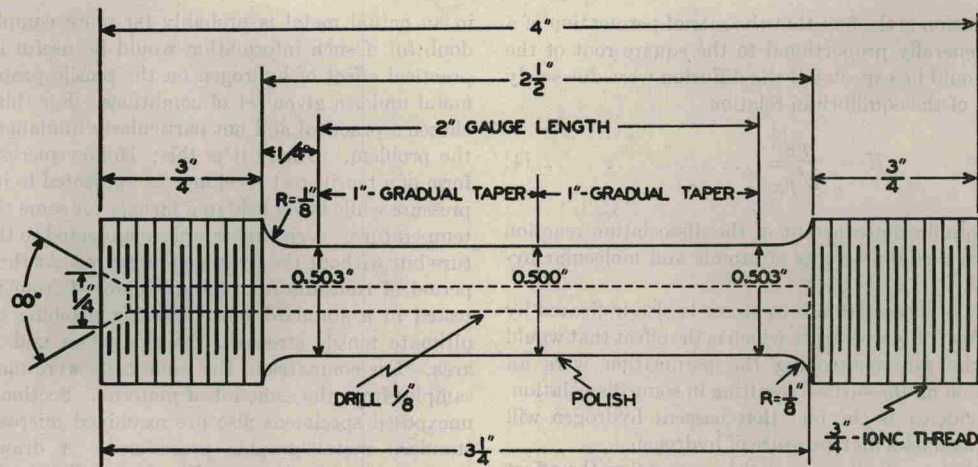 4"
2 1/2"
2" GAUGE LENGTH
3/4"
1/4"
3/4"
R=1/8"
1"-GRADUAL TAPER
1"-GRADUAL TAPER
0.503"
0.500"
0.503"
1/4"
DRILL 1/8"
POLISH
R=1/8"
3/4"-10NC THREAD
3 1/4"